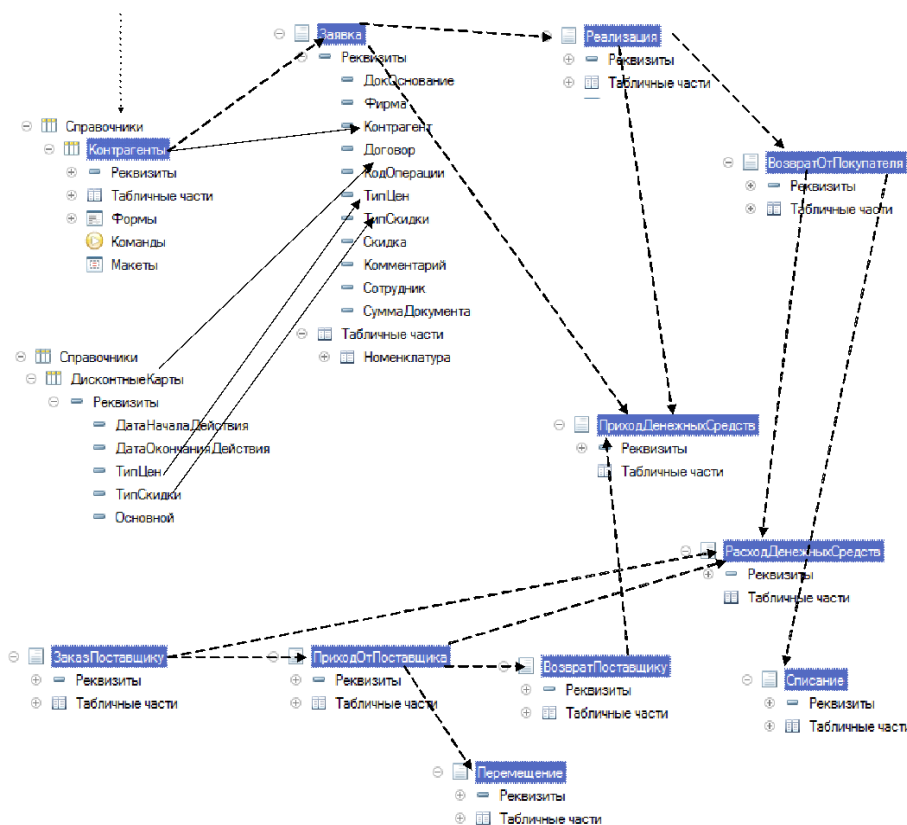 Заявка
Реквизиты
ДокОснование
Фирма
Контрагент
Договор
КодОперации
ТипЦен
ТипСкидки
Скидка
Комментарий
Сотрудник
СуммаДокумента
Табличные части
Номенклатура
Реализация
Реквизиты
Табличные части
Справочники
Контрагенты
Реквизиты
Табличные части
Формы
Команды
Макеты
ВозвратОтПокупателя
Реквизиты
Табличные части
Справочники
ДисконтныеКарты
Реквизиты
ДатаНачалаДействия
ДатаОкончанияДействия
ТипЦен
ТипСкидки
Основной
ПриходДенежныхСредств
Реквизиты
Табличные части
РасходДенежныхСредств
Реквизиты
Табличные части
ЗаказПоставщику
Реквизиты
Табличные части
ПриходОтПоставщика
Реквизиты
Табличные части
ВозвратПоставщику
Реквизиты
Табличные части
Списание
Реквизиты
Табличные части
Перемещение
Реквизиты
Табличные части